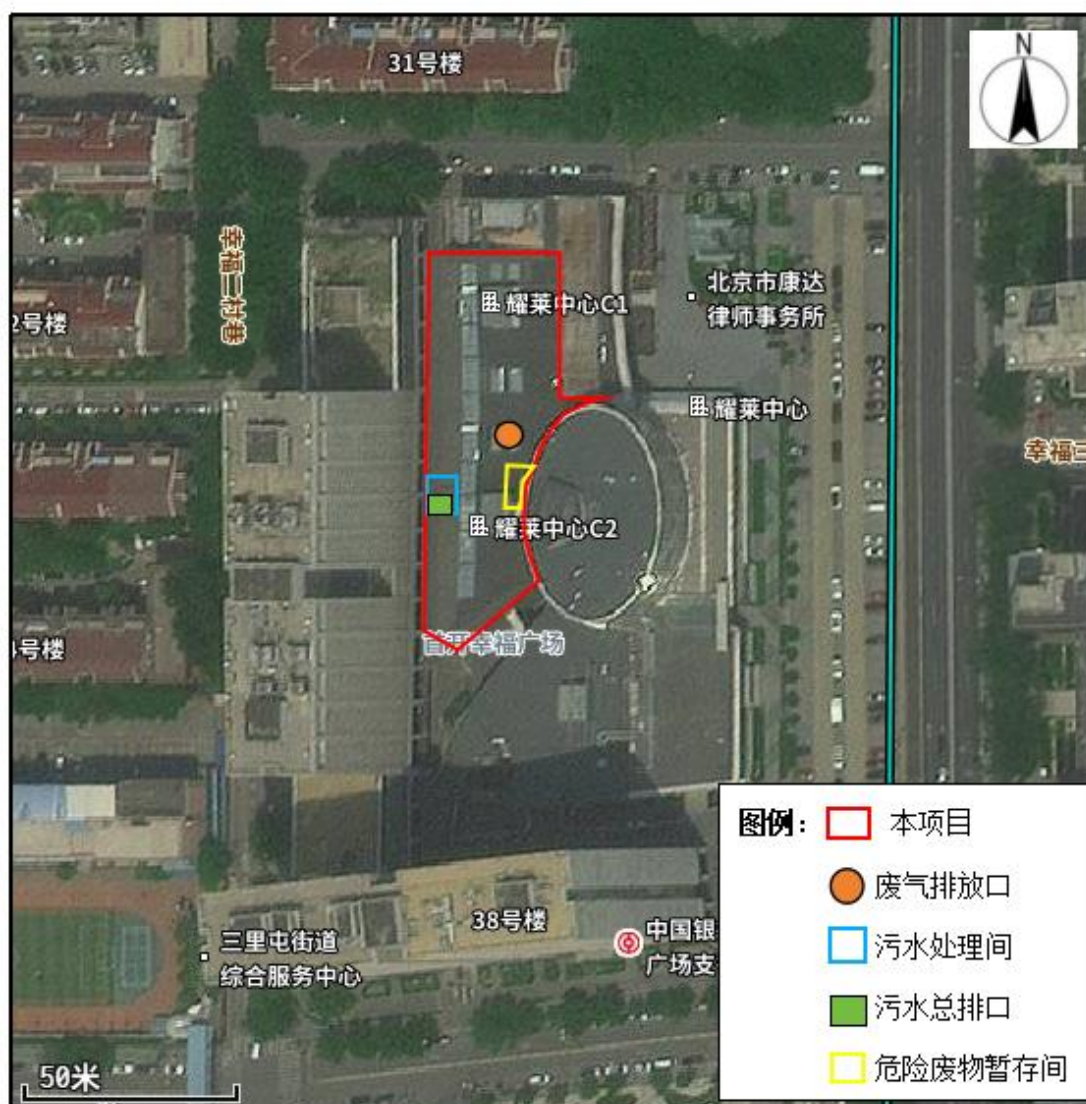 31号楼
N
幸福二村巷
耀莱中心C1
北京市康达
律师事务所
2号楼
耀莱中心
幸福三
耀莱中心C2
首开幸福广场
4号楼
图例：
本项目
废气排放口
38号楼
中国银
广场支
三里屯街道
综合服务中心
污水处理间
污水总排口
危险废物暂存间
50米